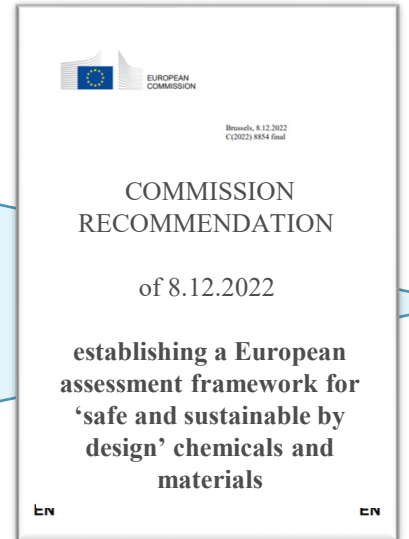 EUROPEAN
COMMISSION
Brussels, 8.12.2022
C(2022) 8854 final
COMMISSION
RECOMMENDATION
of 8.12.2022
establishing a European
assessment framework for
‘safe and sustainable by
design’ chemicals and
materials
EN EN